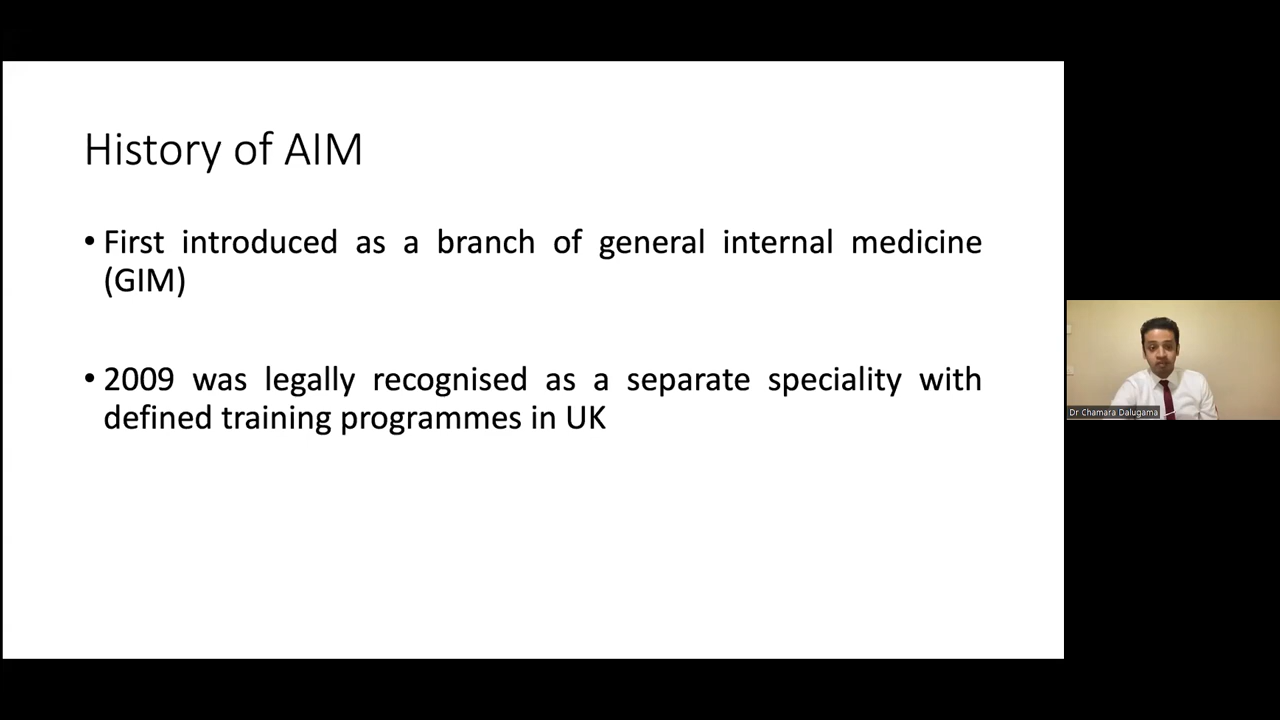 History of AIM
• First introduced as a branch of general internal medicine
(GIM)
• 2009 was legally recognised as a separate speciality with
defined training programmes in UK
Dr Chamara Dalugama